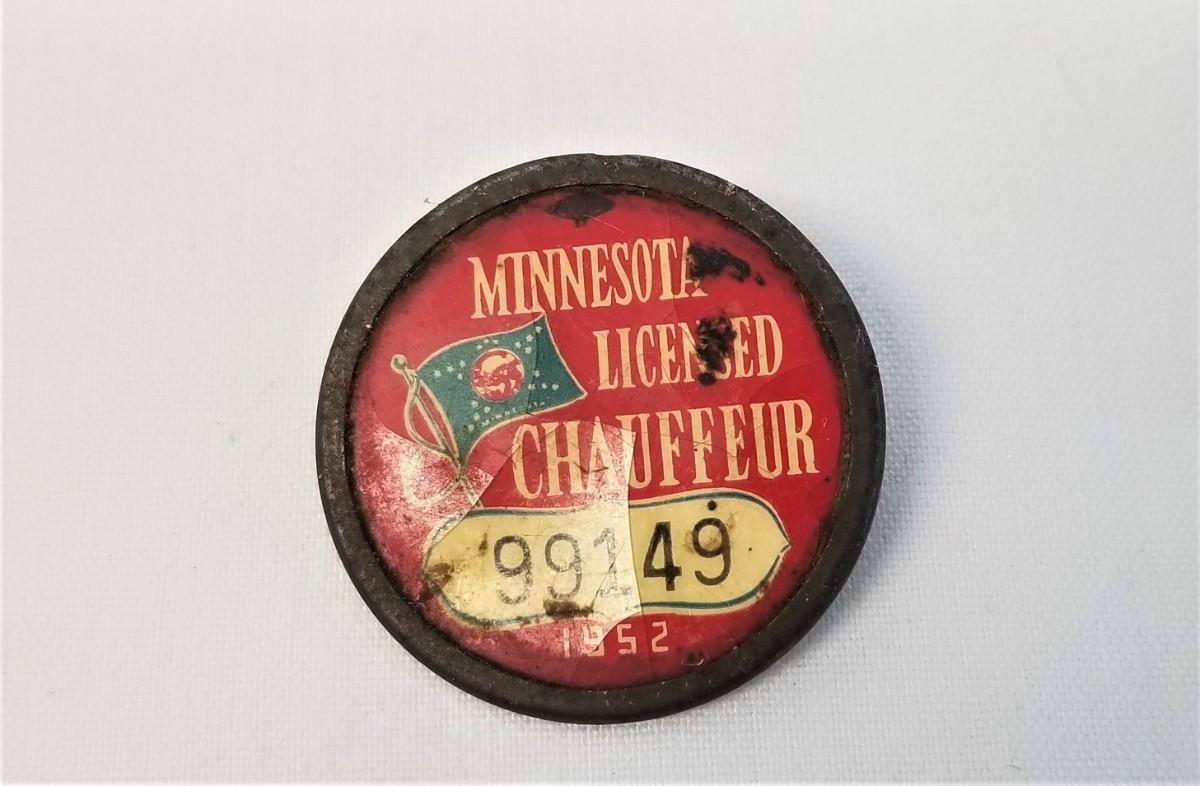 MINNESOTA
LICENSED
CHAUFFEUR
99149
1952